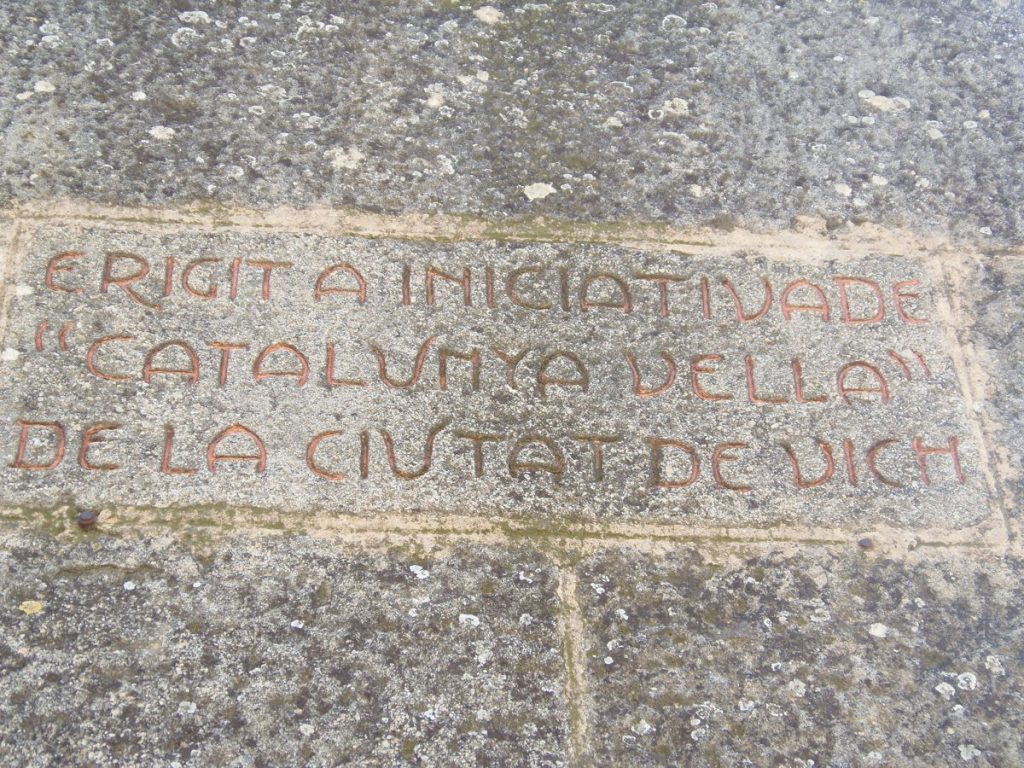 ERIGIT A INICIATIVA DE
"CATALUNYA VELLA"
DE LA CIUTAT DE VICH